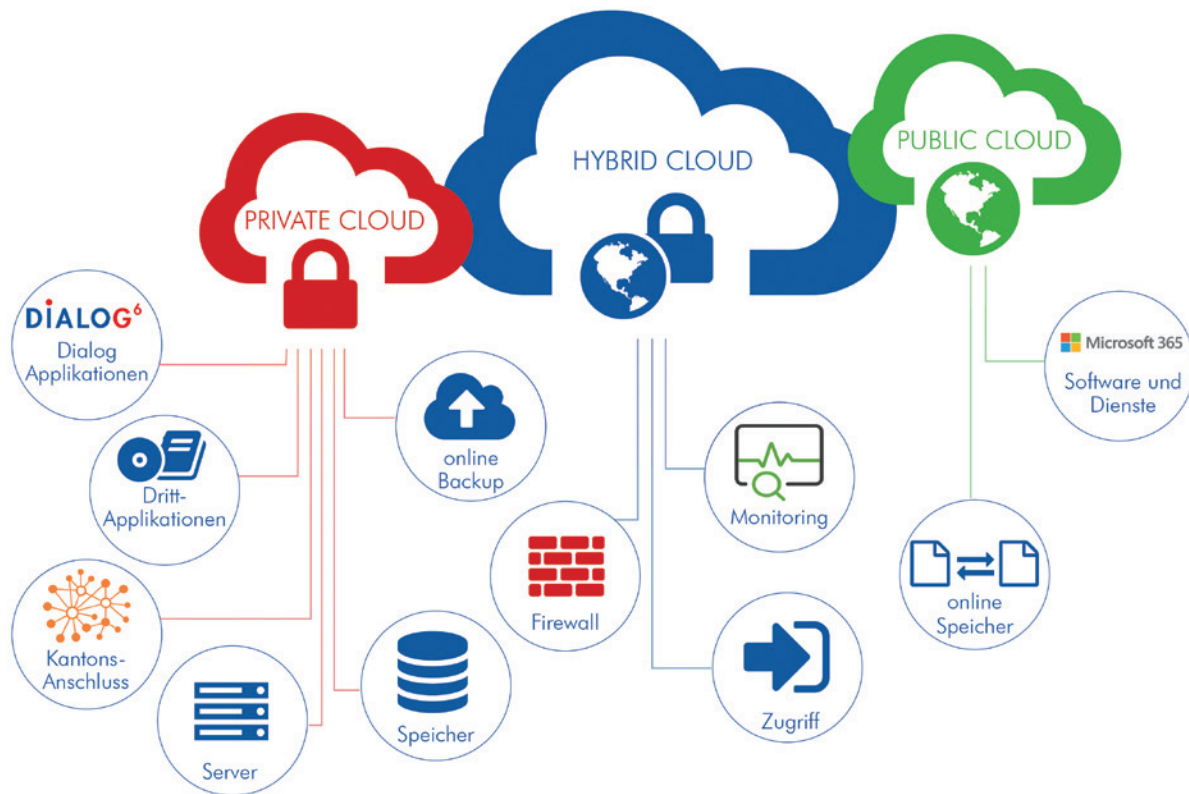 HYBRID CLOUD
PUBLIC CLOUD
PRIVATE CLOUD
DiALOG6
Dialog
Applikationen
Microsoft 365
Software und
Dienste
online
Backup
Dritt-
Applikationen
Monitoring
Firewall
online
Speicher
Kantons-
Anschluss
Speicher
Zugriff
Server